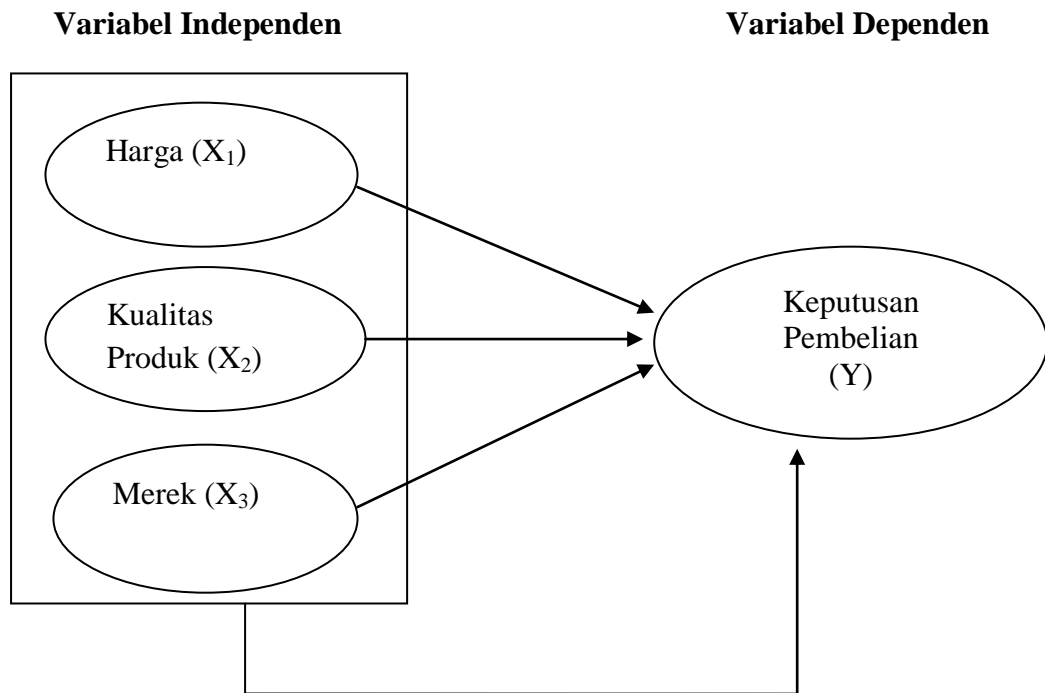 Variabel Independen
Variabel Dependen
Harga (X₁)
Kualitas
Produk (X₂)
Merek (X₃)
Keputusan
Pembelian
(Y)